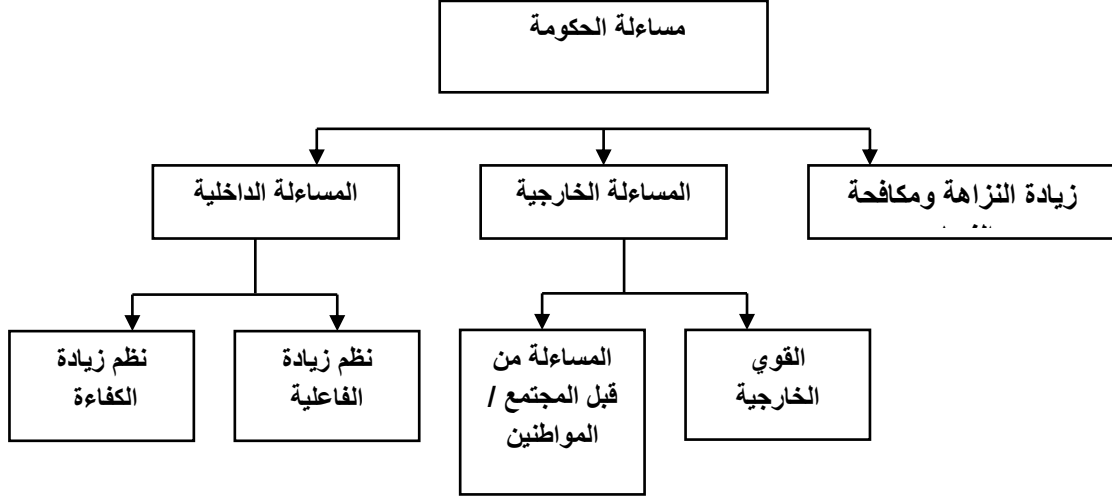 مساءلة الحكومة
زيادة النزاهة ومكافحة
المساءلة الخارجية
المساءلة الداخلية
القوي
الخارجية
المساءلة من
قبل المجتمع /
المواطنين
نظم زيادة
الفاعلية
نظم زيادة
الكفاءة